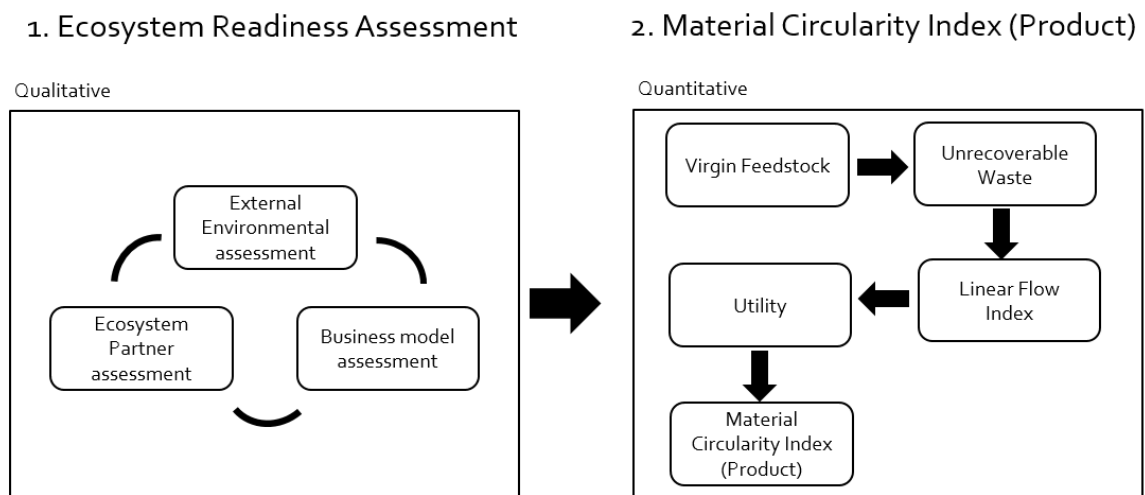 1. Ecosystem Readiness Assessment
2. Material Circularity Index (Product)
Qualitative
Quantitative
External
Environmental
assessment
Ecosystem
Partner
assessment
Business model
assessment
Virgin Feedstock
Unrecoverable
Waste
Linear Flow
Index
Utility
Material
Circularity Index
(Product)